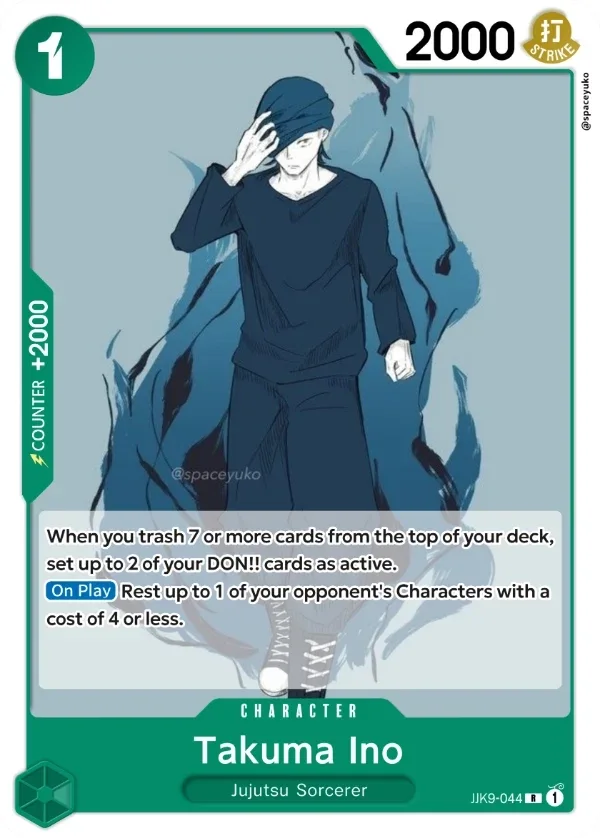 1
2000
打
STRIKE
@spaceyuko
COUNTER +2000
@spaceyuko
When you trash 7 or more cards from the top of your deck,
set up to 2 of your DON!! cards as active.
On Play Rest up to 1 of your opponent's Characters with a
cost of 4 or less.
CHARACTER
Takuma Ino
Jujutsu Sorcerer
JJK9-044 R 1